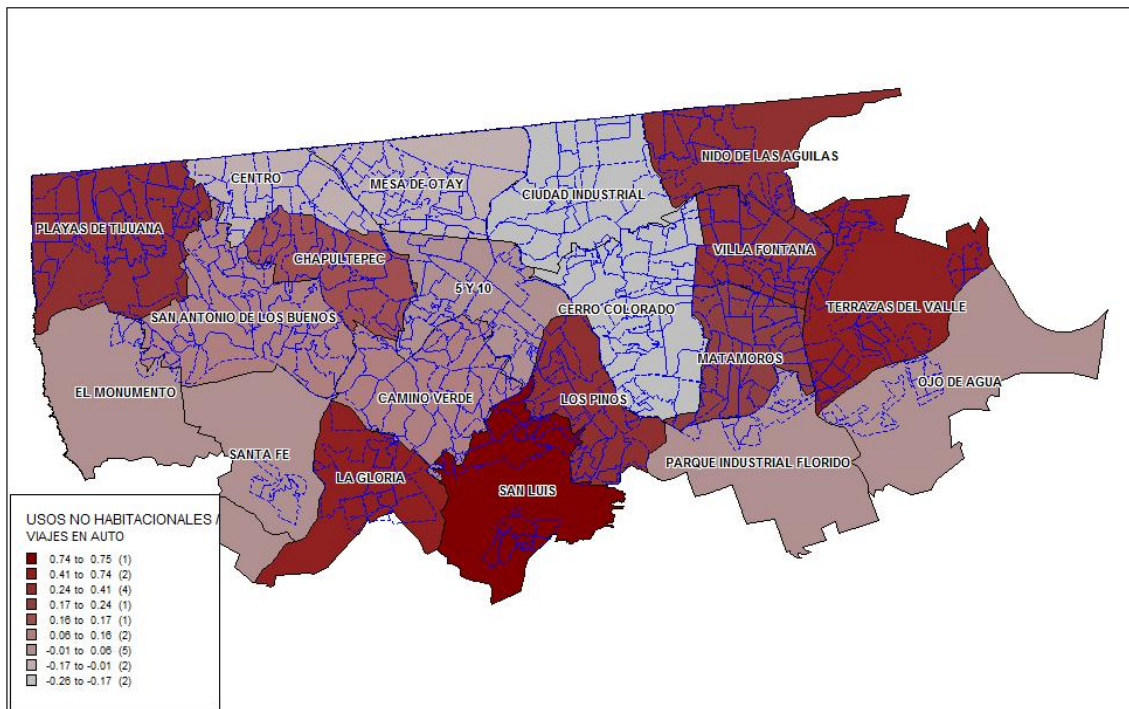 NIDO DE LAS AGUILAS
CENTRO
MESA DE OTAY
CIUDAD INDUSTRIAL
PLAYAS DE TIJUANA
CHAPULTEPEC
VILLA FONTANA
5 Y 10
SAN ANTONIO DE LOS BUENOS
CERRO COLORADO
TERRAZAS DEL VALLE
MATAMOROS
OJO DE AGUA
EL MONUMENTO
CAMINO VERDE
LOS PINOS
SANTA FE
PARQUE INDUSTRIAL FLORIDO
LA GLORIA
SAN LUIS
USOS NO HABITACIONALES /
VIAJES EN AUTO
0.74 to 0.75 (1)
0.41 to 0.74 (2)
0.24 to 0.41 (4)
0.17 to 0.24 (1)
0.16 to 0.17 (1)
0.06 to 0.16 (2)
-0.01 to 0.06 (5)
-0.17 to -0.01 (2)
-0.26 to -0.17 (2)